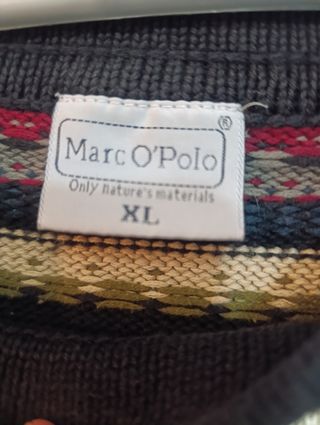 ®
Marc O'Polo
Only nature's materials
XL